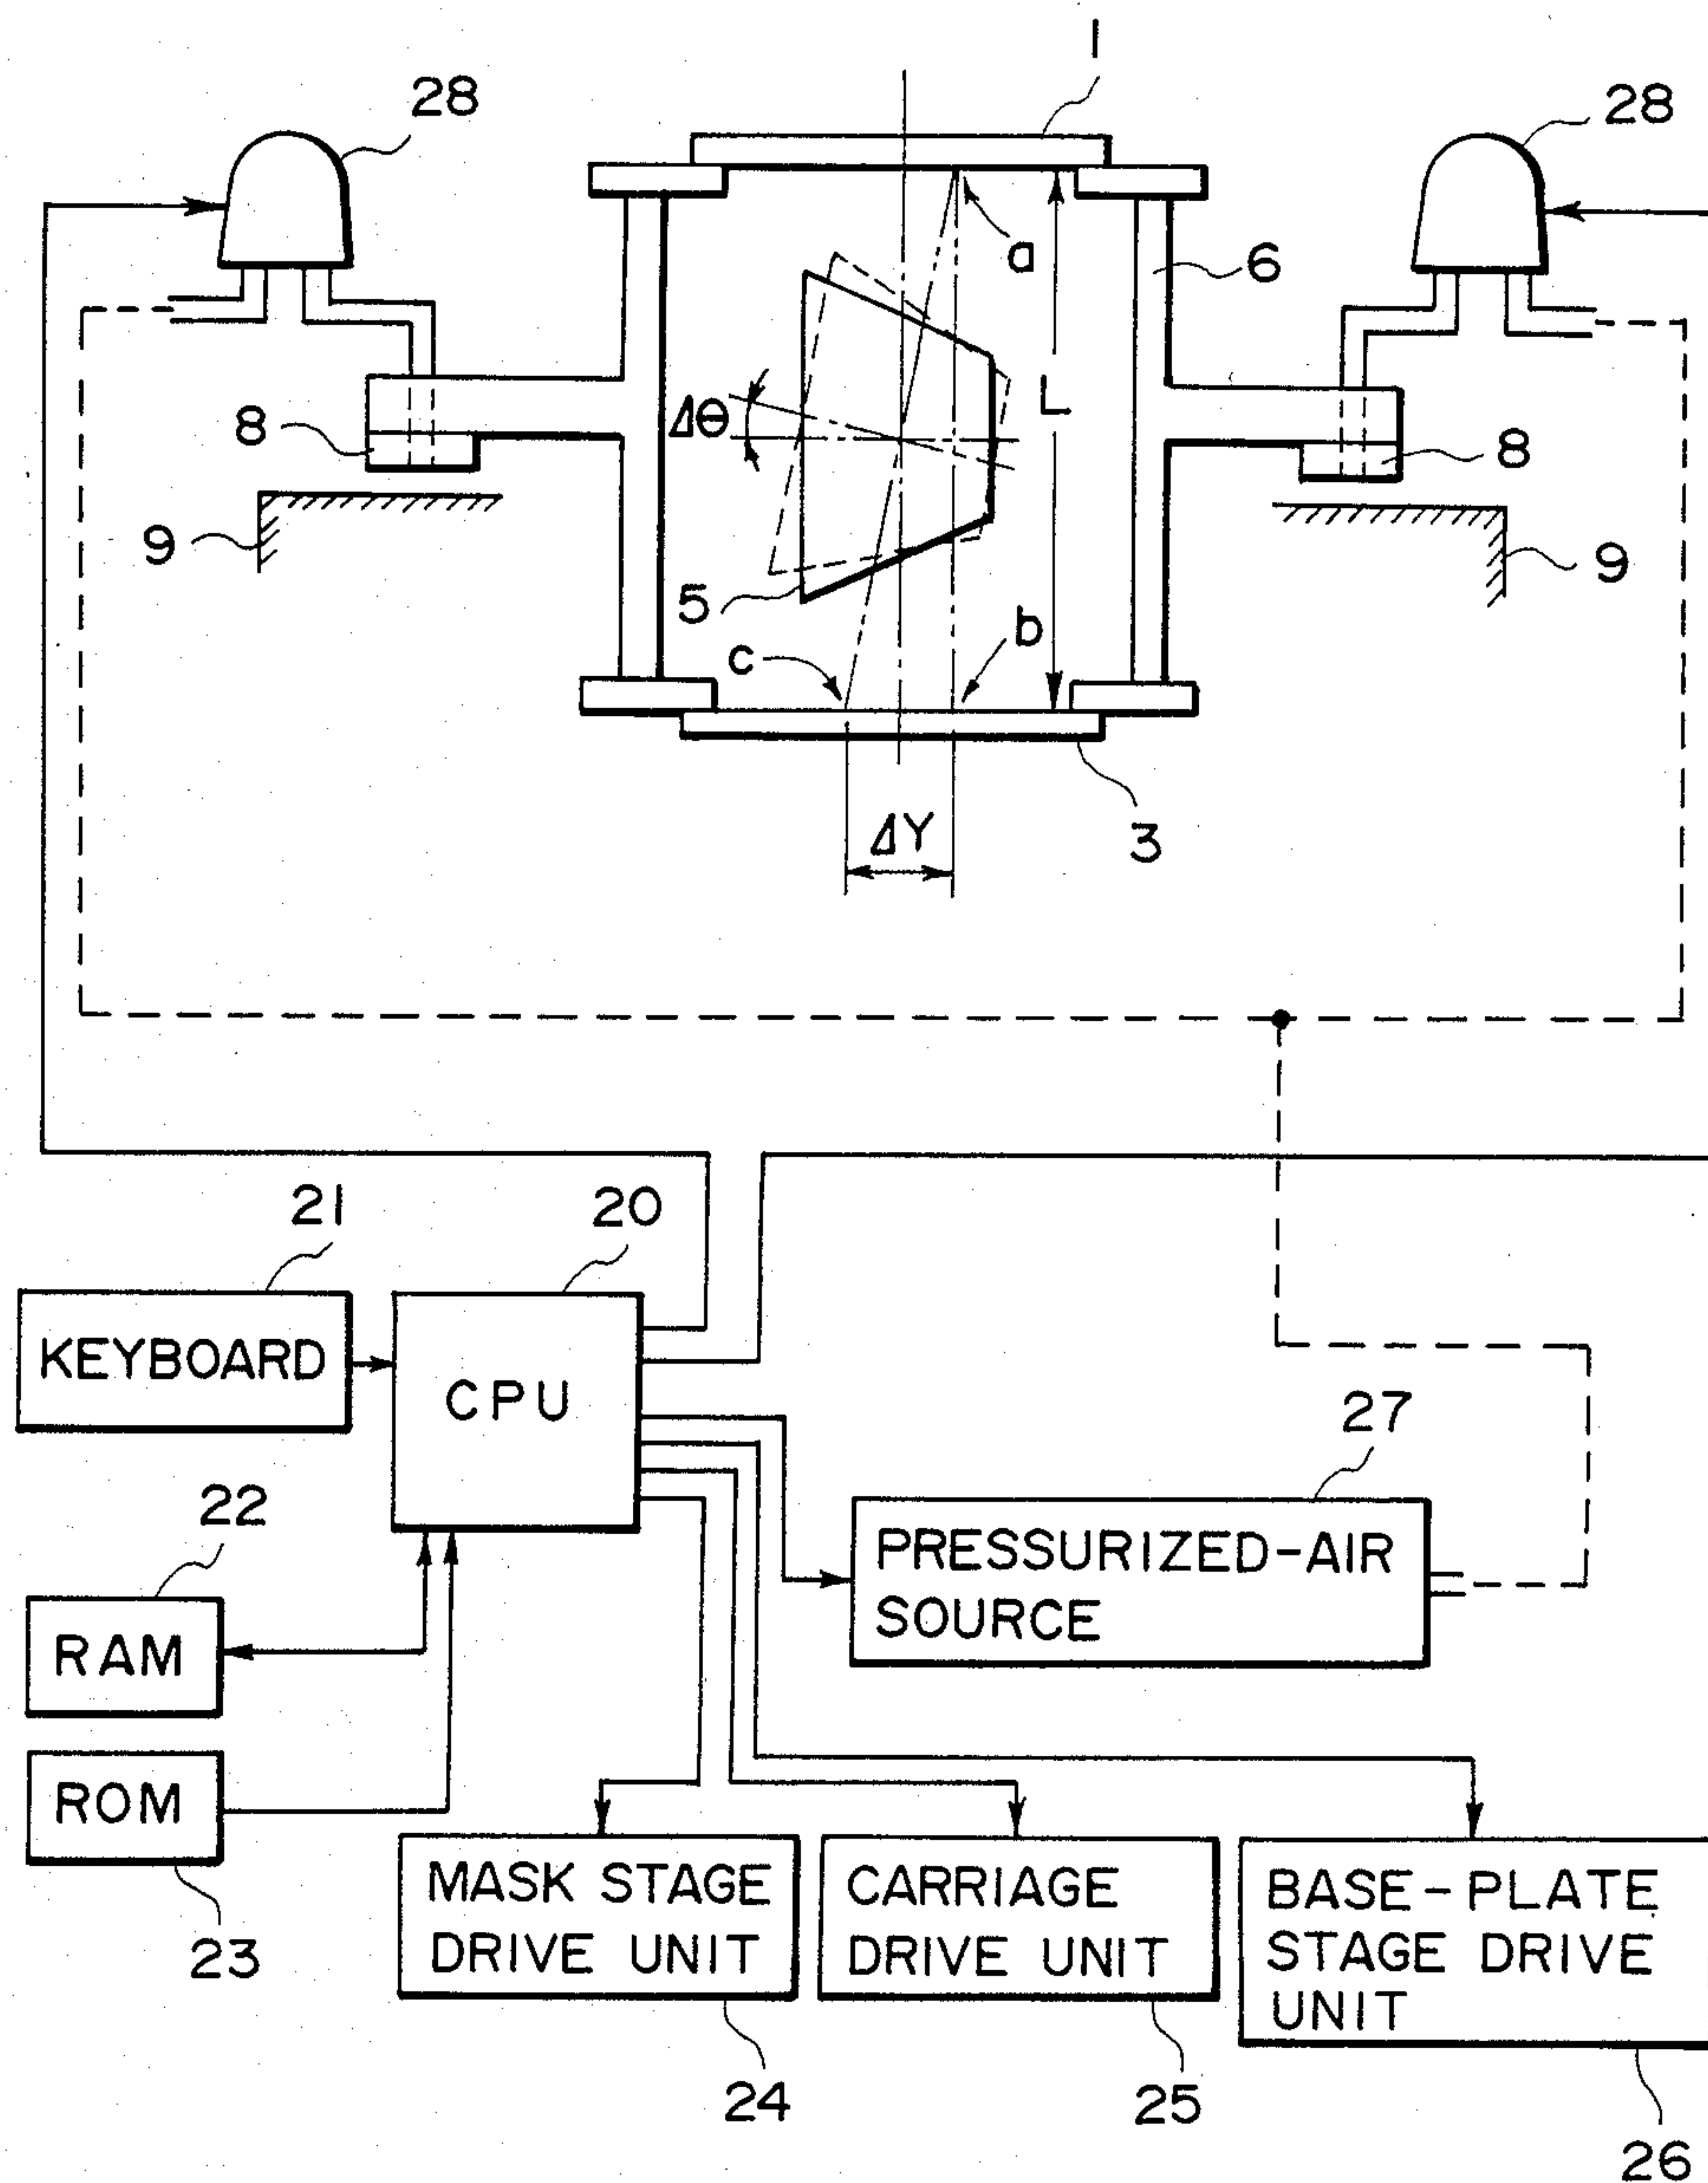 1
28
28
a
6
L
Δθ
8
8
9
9
5
b
c
3
ΔY
21
20
KEYBOARD
CPU
27
22
PRESSURIZED-AIR
SOURCE
RAM
ROM
23
MASK STAGE
DRIVE UNIT
CARRIAGE
DRIVE UNIT
BASE-PLATE
STAGE DRIVE
UNIT
24
25
26